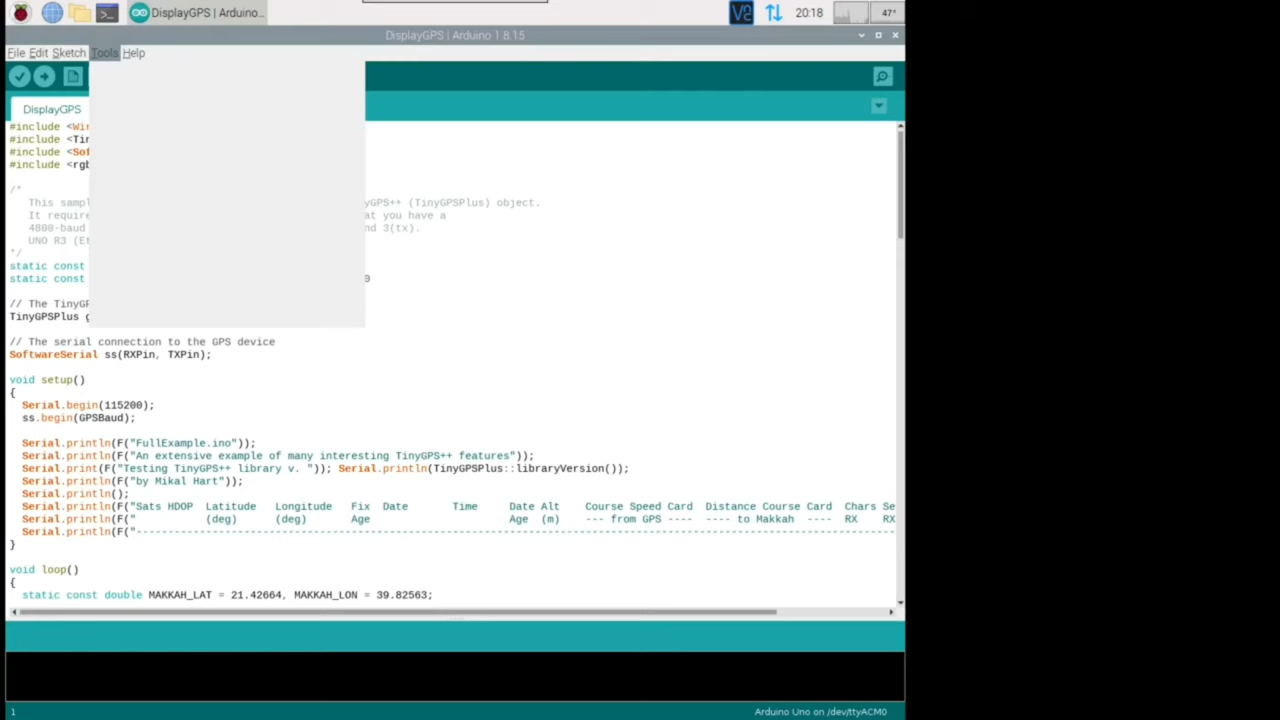 DisplayGPS | Arduino...
20:18
47°
DisplayGPS | Arduino 1.8.15
File Edit Sketch Tools Help
DisplayGPS
#include <Wir
#include <Tin
#include <Sof
#include <rgb
/*
This sampl yGPS++ (TinyGPSPlus) object.
It require at you have a
4800-baud nd 3(tx).
UNO R3 (Et
*/
static const
static const 0
// The TinyGP
TinyGPSPlus g
// The serial connection to the GPS device
SoftwareSerial ss(RXPin, TXPin);
void setup()
{
Serial.begin(115200);
ss.begin(GPSBaud);
Serial.println(F("FullExample.ino"));
Serial.println(F("An extensive example of many interesting TinyGPS++ features"));
Serial.print(F("Testing TinyGPS++ library v. ")); Serial.println(TinyGPSPlus::libraryVersion());
Serial.println(F("by Mikal Hart"));
Serial.println();
Serial.println(F("Sats HDOP Latitude Longitude Fix Date Time Date Alt Course Speed Card Distance Course Card Chars Se
Serial.println(F(" (deg) (deg) Age Age (m) --- from GPS ---- ---- to Makkah ---- RX RX
Serial.println(F("-----------------------------------------------------------------------------------------------------------------------
}
void loop()
{
static const double MAKKAH_LAT = 21.42664, MAKKAH_LON = 39.82563;
1
Arduino Uno on /dev/ttyACM0